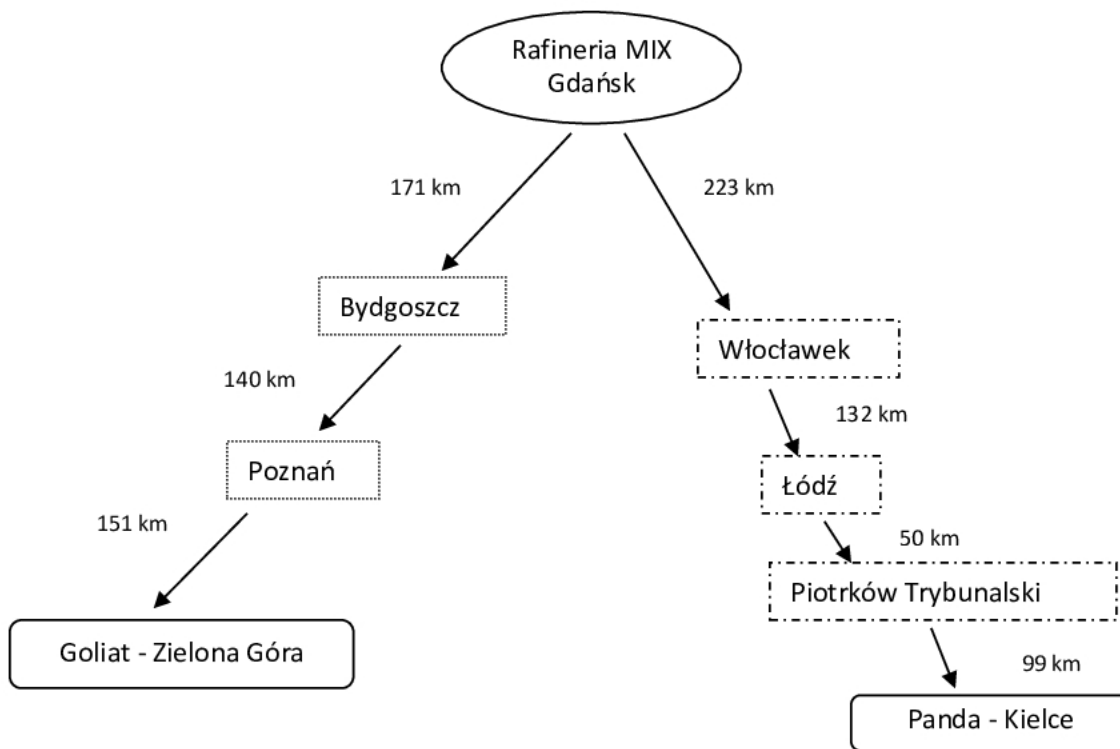 Rafineria MIX
Gdańsk
171 km
223 km
Bydgoszcz
Włocławek
140 km
132 km
Poznań
Łódź
151 km
50 km
Piotrków Trybunalski
Goliat - Zielona Góra
99 km
Panda - Kielce